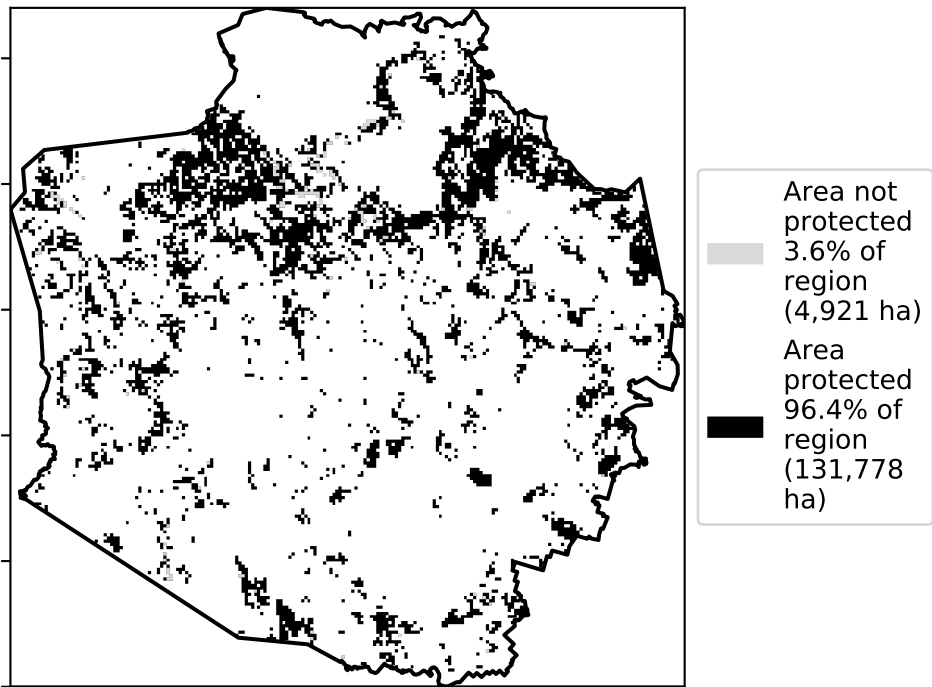 Area not
protected
3.6% of
region
(4,921 ha)
Area
protected
96.4% of
region
(131,778
ha)